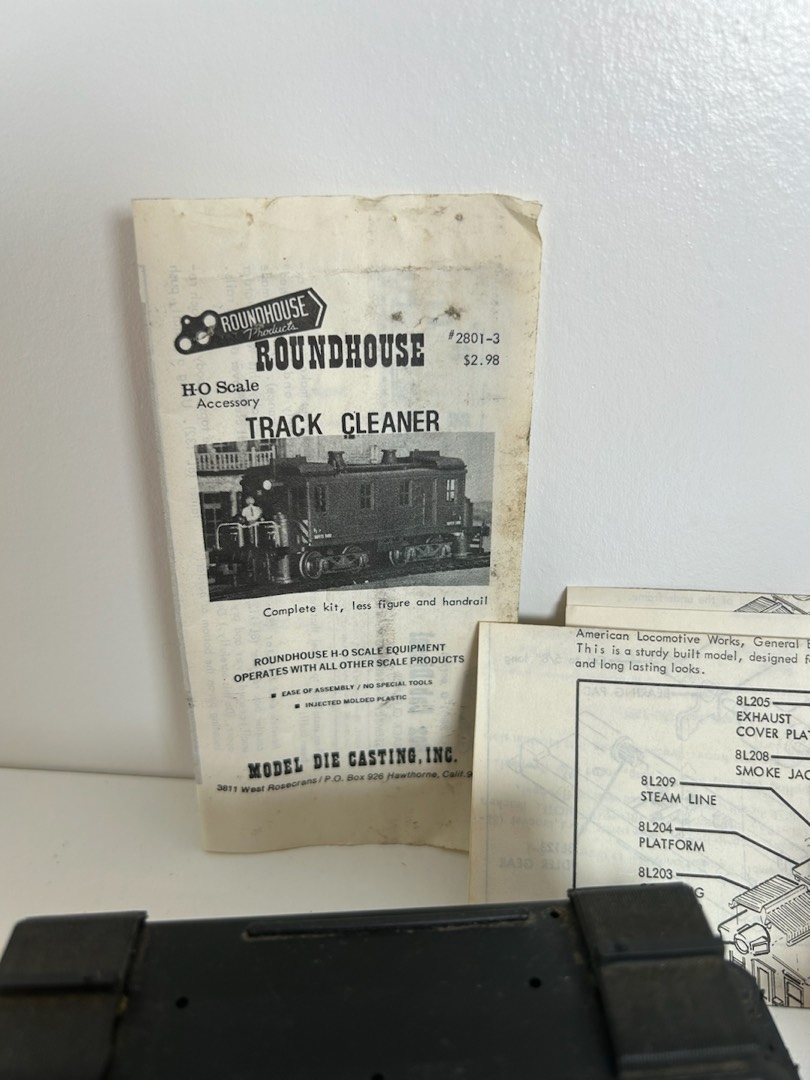 ROUNDHOUSE
Products
ROUNDHOUSE
#2801-3
$2.98
H-O Scale
Accessory
TRACK CLEANER
Complete kit, less figure and handrail
ROUNDHOUSE H-O SCALE EQUIPMENT
OPERATES WITH ALL OTHER SCALE PRODUCTS
■ EASE OF ASSEMBLY / NO SPECIAL TOOLS
■ INJECTED MOLDED PLASTIC
MODEL DIE CASTING, INC.
3811 West Rosecrans / P.O. Box 926 Hawthorne, Calif.
American Locomotive Works, General
This is a sturdy built model, designed
and long lasting looks.
8L205
EXHAUST
COVER
8L208
SMOKE
8L209
STEAM LINE
8L204
PLATFORM
8L203